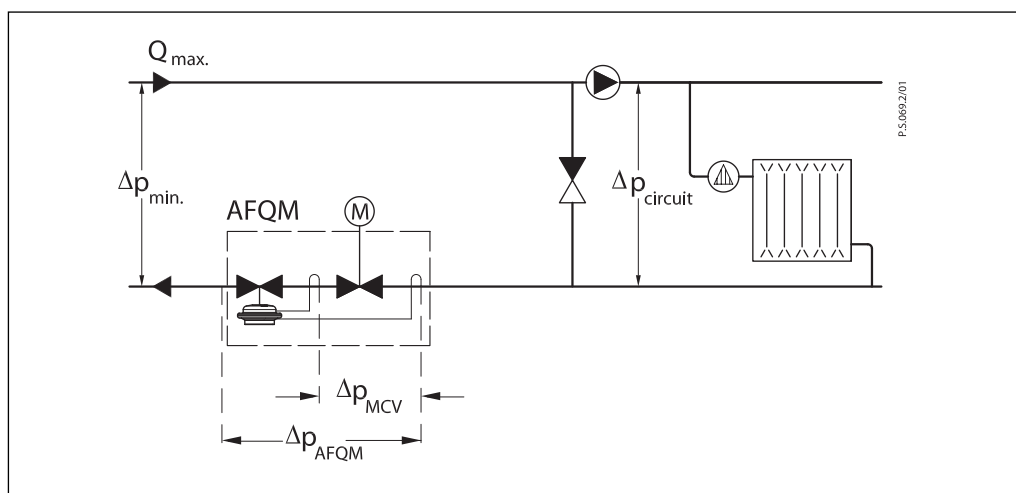 Q max.
P.S.069.2/01
Δp min.
Δp circuit
AFQM
M
Δp MCV
Δp AFQM